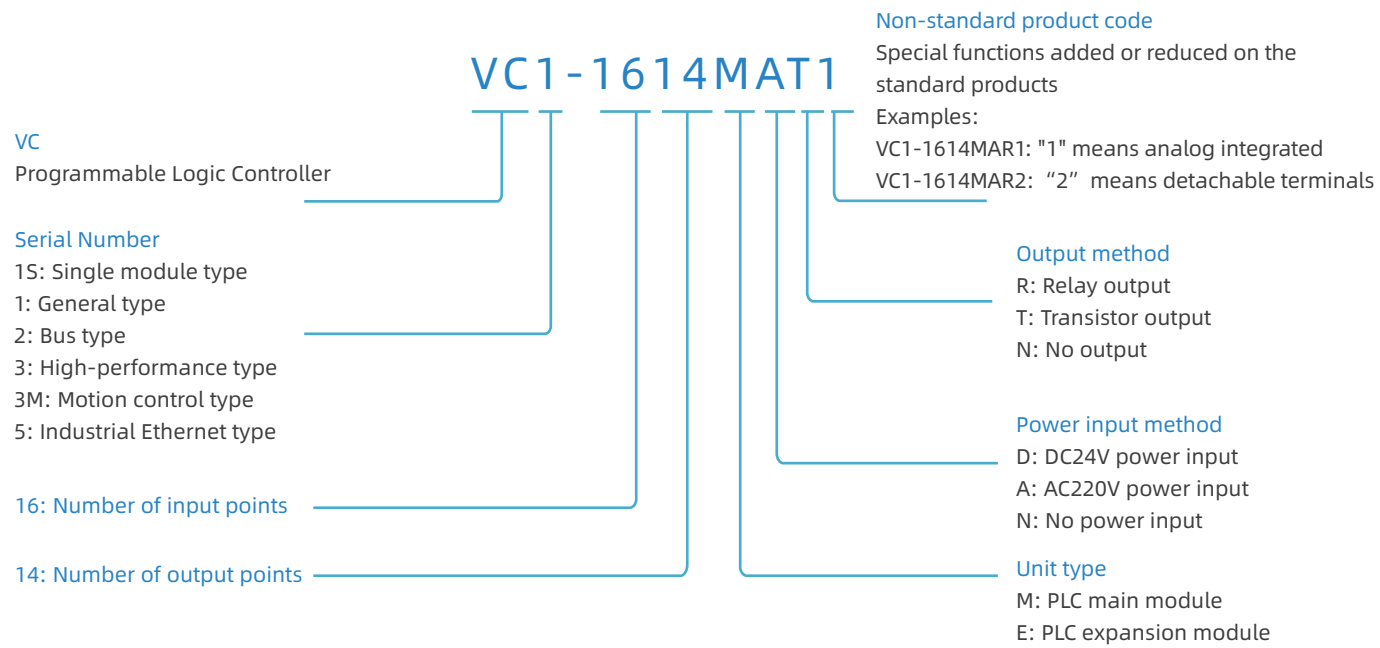 VC1-1614MAT1
VC
Programmable Logic Controller
Serial Number
1S: Single module type
1: General type
2: Bus type
3: High-performance type
3M: Motion control type
5: Industrial Ethernet type
16: Number of input points
14: Number of output points
Non-standard product code
Special functions added or reduced on the
standard products
Examples:
VC1-1614MAR1: "1" means analog integrated
VC1-1614MAR2: “2” means detachable terminals
Output method
R: Relay output
T: Transistor output
N: No output
Power input method
D: DC24V power input
A: AC220V power input
N: No power input
Unit type
M: PLC main module
E: PLC expansion module